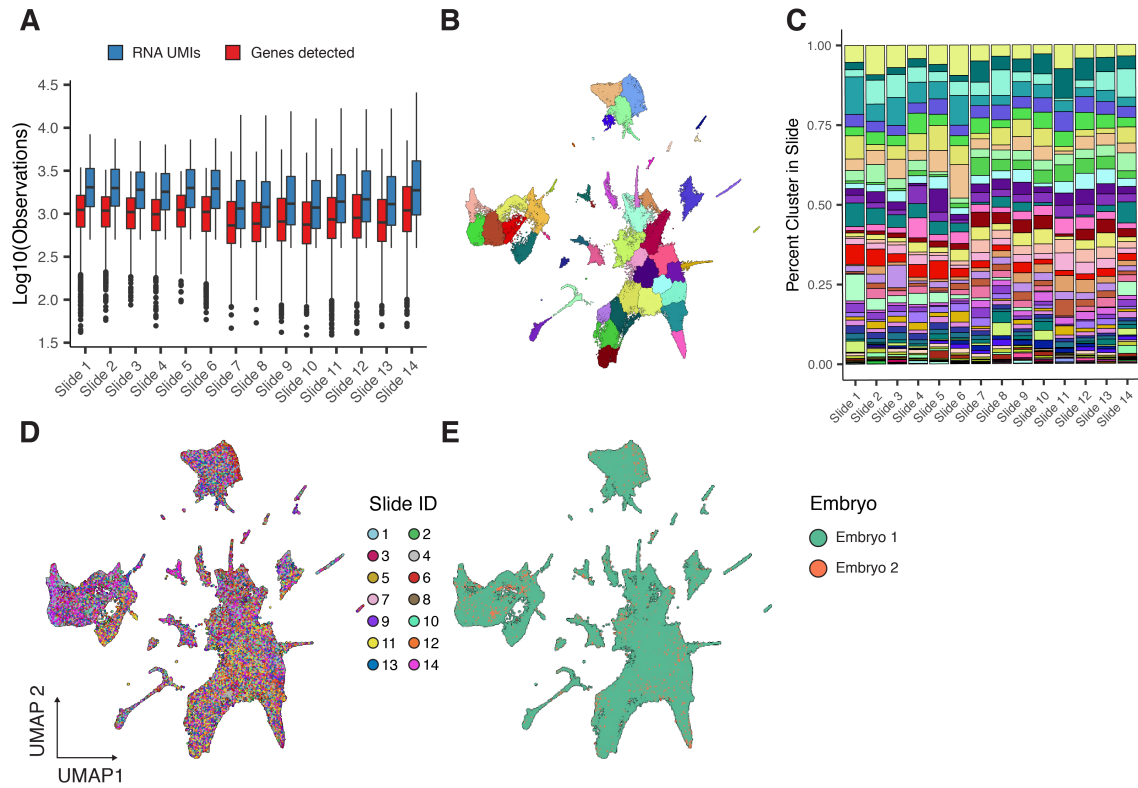 A
RNA UMIs
Genes detected
Log10(Observations)
4.5
4.0
3.5
3.0
2.5
2.0
1.5
Slide 1
Slide 2
Slide 3
Slide 4
Slide 5
Slide 6
Slide 7
Slide 8
Slide 9
Slide 10
Slide 11
Slide 12
Slide 13
Slide 14
B
C
Percent Cluster in Slide
1.00
0.75
0.50
0.25
0.00
Slide 1
Slide 2
Slide 3
Slide 4
Slide 5
Slide 6
Slide 7
Slide 8
Slide 9
Slide 10
Slide 11
Slide 12
Slide 13
Slide 14
D
UMAP 2
UMAP1
Slide ID
1 2
3 4
5 6
7 8
9 10
11 12
13 14
E
Embryo
Embryo 1
Embryo 2